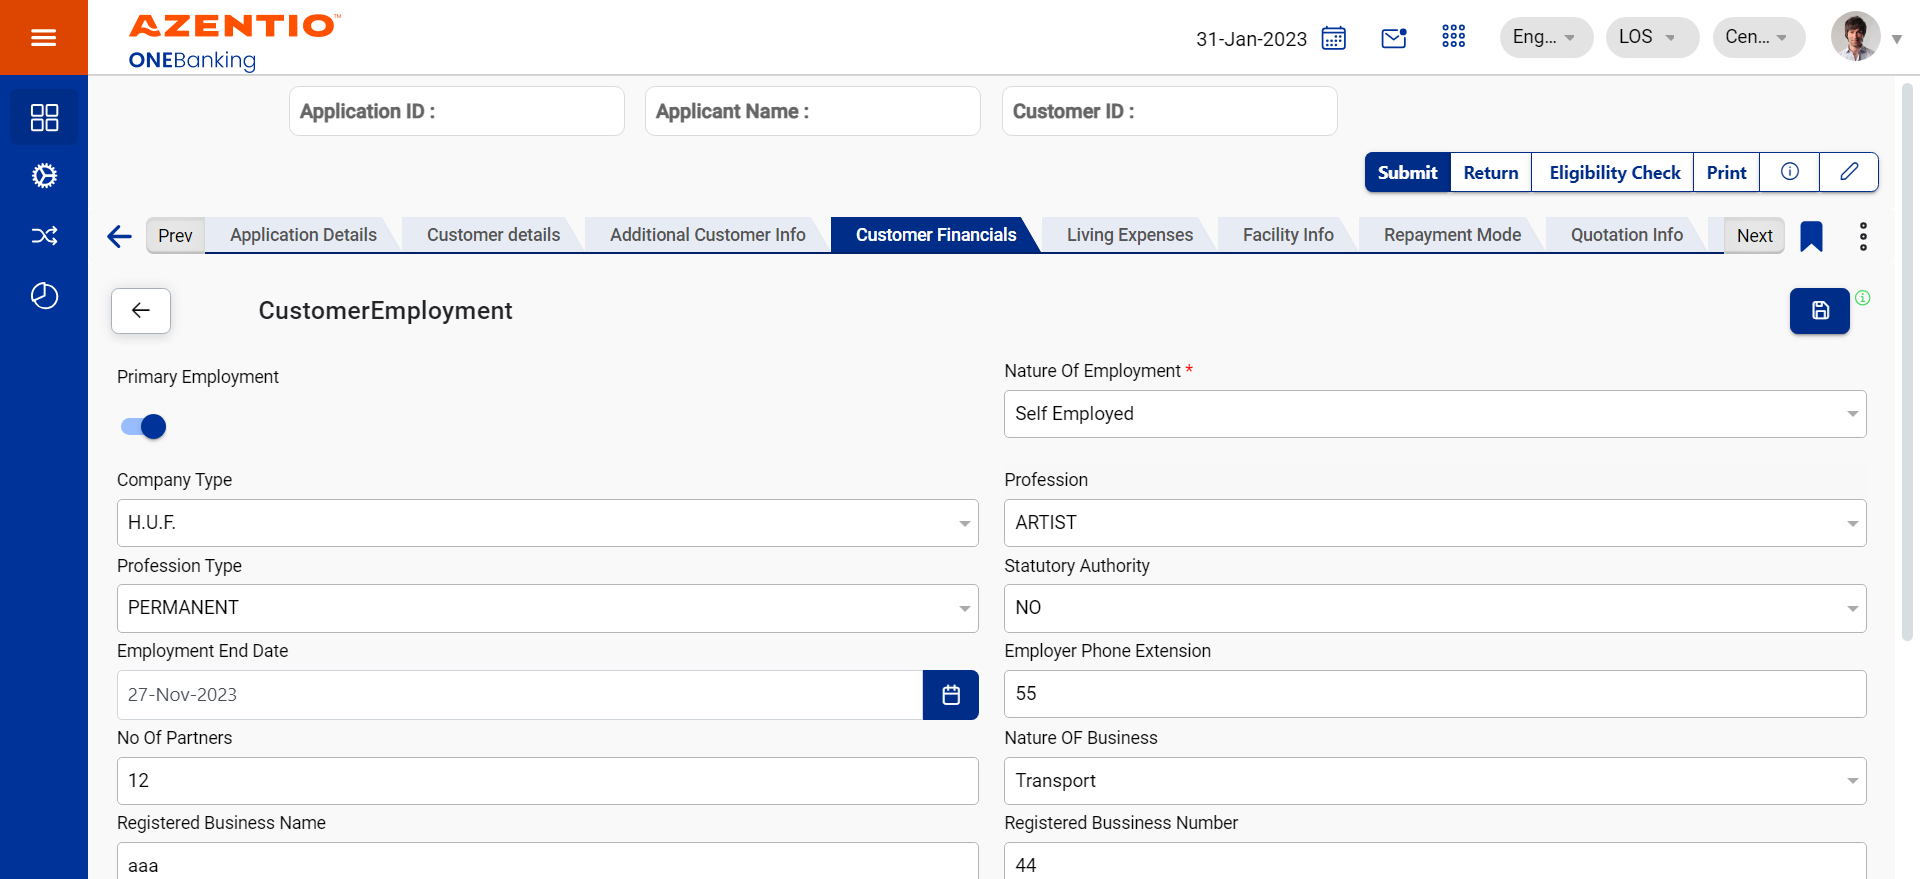 AZENTIO™
ONEBanking
31-Jan-2023
Eng...
LOS
Cen...
Application ID :
Applicant Name :
Customer ID :
Submit
Return
Eligibility Check
Print
Prev
Application Details
Customer details
Additional Customer Info
Customer Financials
Living Expenses
Facility Info
Repayment Mode
Quotation Info
Next
CustomerEmployment
Primary Employment
Nature Of Employment *
Self Employed
Company Type
Profession
H.U.F.
ARTIST
Profession Type
Statutory Authority
PERMANENT
NO
Employment End Date
Employer Phone Extension
27-Nov-2023
55
No Of Partners
Nature OF Business
12
Transport
Registered Business Name
Registered Bussiness Number
aaa
44